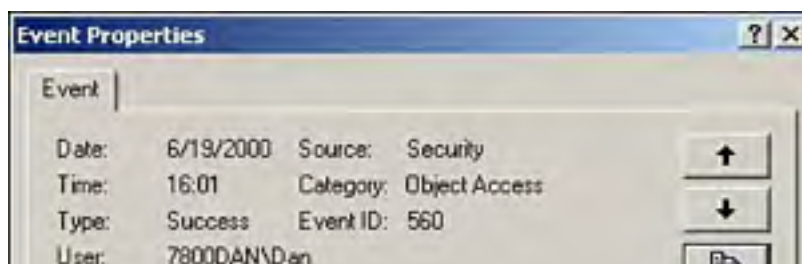 Event Properties
Event
Date: 6/19/2000 Source: Security
Time: 16:01 Category: Object Access
Type: Success Event ID: 560
User: 7800DAN\Dan